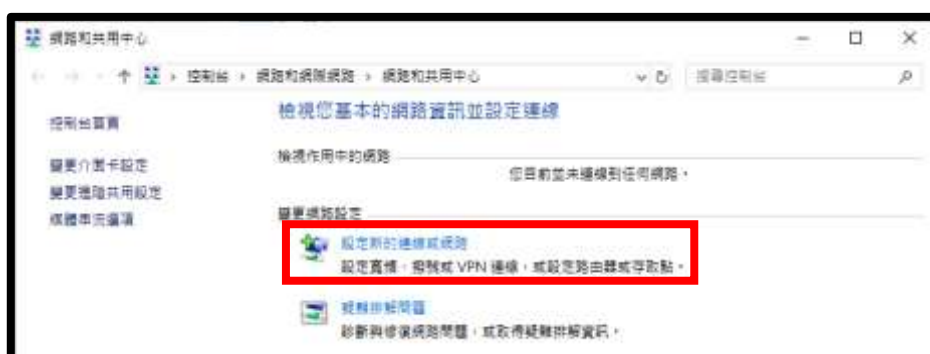 網路和共用中心
控制台 › 網路和網際網路 › 網路和共用中心
搜尋控制台
控制台首頁
變更介面卡設定
變更進階共用設定
媒體串流選項
檢視您基本的網路資訊並設定連線
檢視作用中的網路
您目前並未連線到任何網路。
變更網路設定
設定新的連線或網路
設定寬頻、撥號或 VPN 連線，或設定路由器或存取點。
疑難排解問題
診斷與修復網路問題，或取得疑難排解資訊。